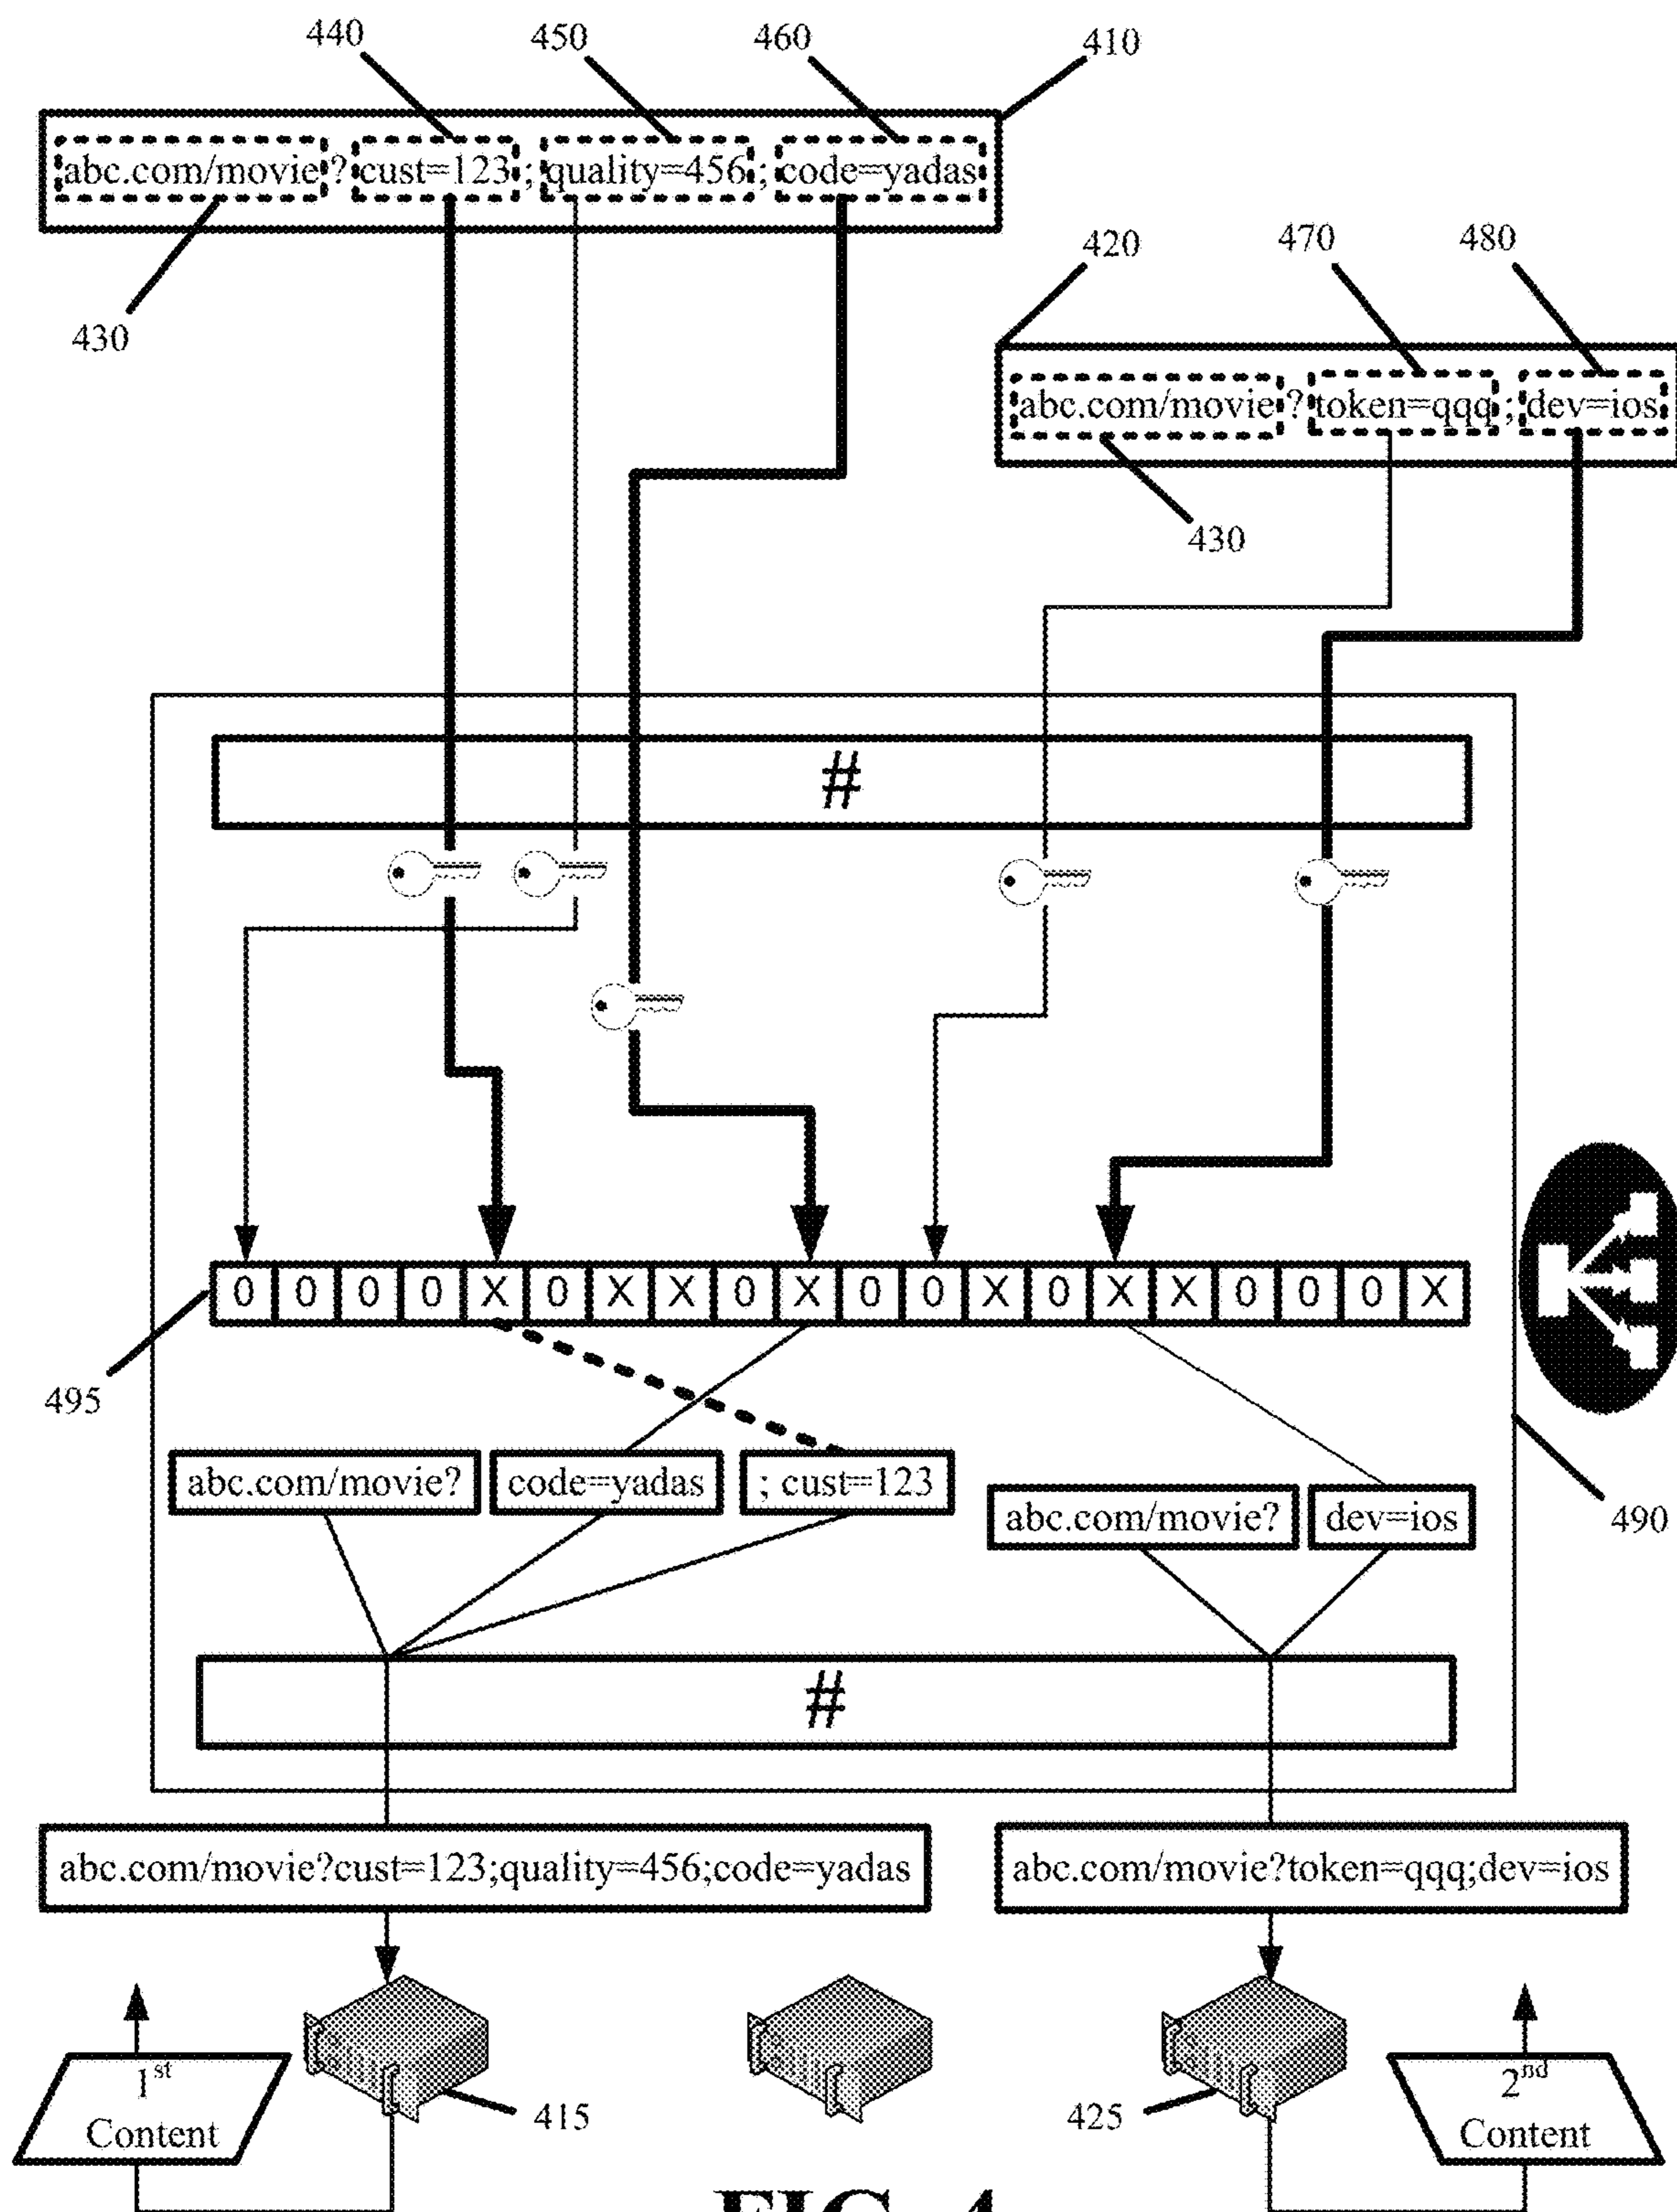 440 450 460 410
abc.com/movie ? cust=123 ; quality=456 ; code=yadas
430
420 470 480
abc.com/movie ? token=qqq ; dev=ios
430
#
0 0 0 0 X 0 X X 0 X 0 0 X 0 X X 0 0 0 X
495
abc.com/movie? code=yadas ; cust=123
abc.com/movie? dev=ios
490
#
abc.com/movie?cust=123;quality=456;code=yadas
abc.com/movie?token=qqq;dev=ios
1st
Content
415
425
2nd
Content
FIG. 4